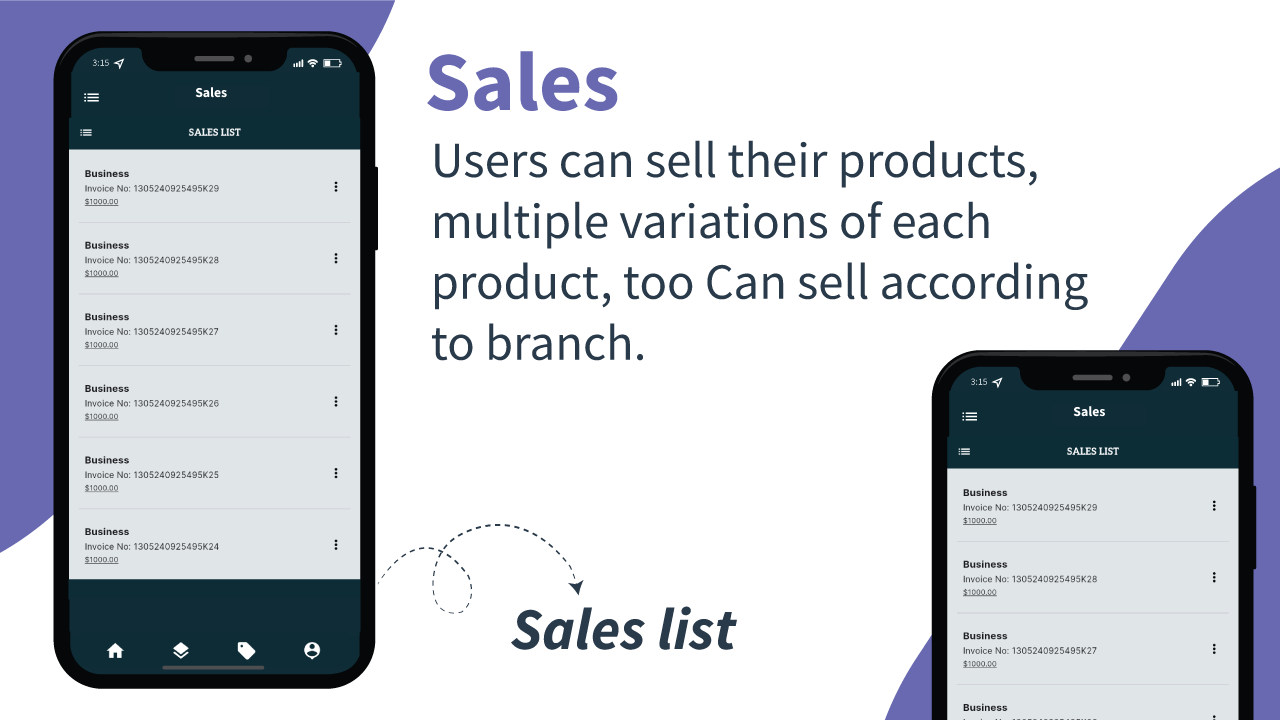 3:15
Sales
SALES LIST
Business
Invoice No: 1305240925495K29
$1000.00
Business
Invoice No: 1305240925495K28
$1000.00
Business
Invoice No: 1305240925495K27
$1000.00
Business
Invoice No: 1305240925495K26
$1000.00
Business
Invoice No: 1305240925495K25
$1000.00
Business
Invoice No: 1305240925495K24
$1000.00
Sales
Users can sell their products,
multiple variations of each
product, too Can sell according
to branch.
Sales list
3:15
Sales
SALES LIST
Business
Invoice No: 1305240925495K29
$1000.00
Business
Invoice No: 1305240925495K28
$1000.00
Business
Invoice No: 1305240925495K27
$1000.00
Business